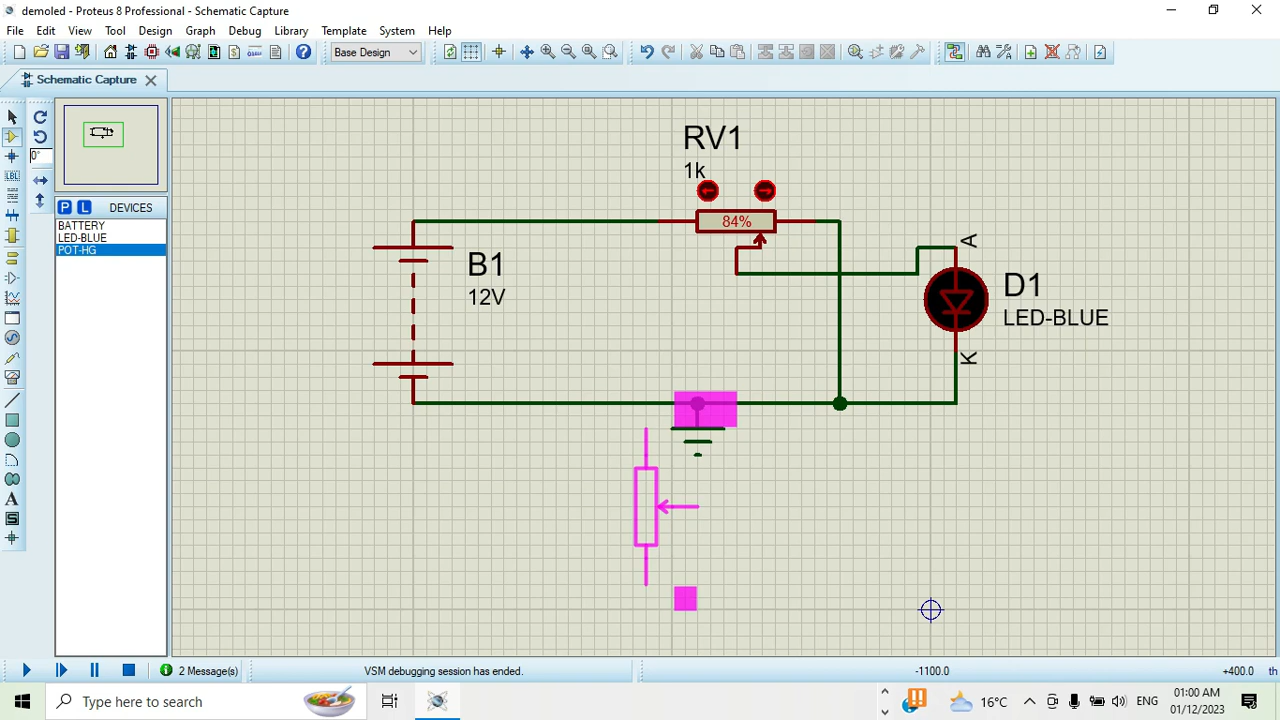 demoled - Proteus 8 Professional - Schematic Capture
File Edit View Tool Design Graph Debug Library Template System Help
Base Design
Schematic Capture
0°
P L DEVICES
BATTERY
LED-BLUE
POT-HG
LBL
A
RV1
1k
84%
B1
12V
A
D1
LED-BLUE
K
2 Message(s)
VSM debugging session has ended.
-1100.0
+400.0
th
Type here to search
16°C
ENG
01:00 AM
01/12/2023